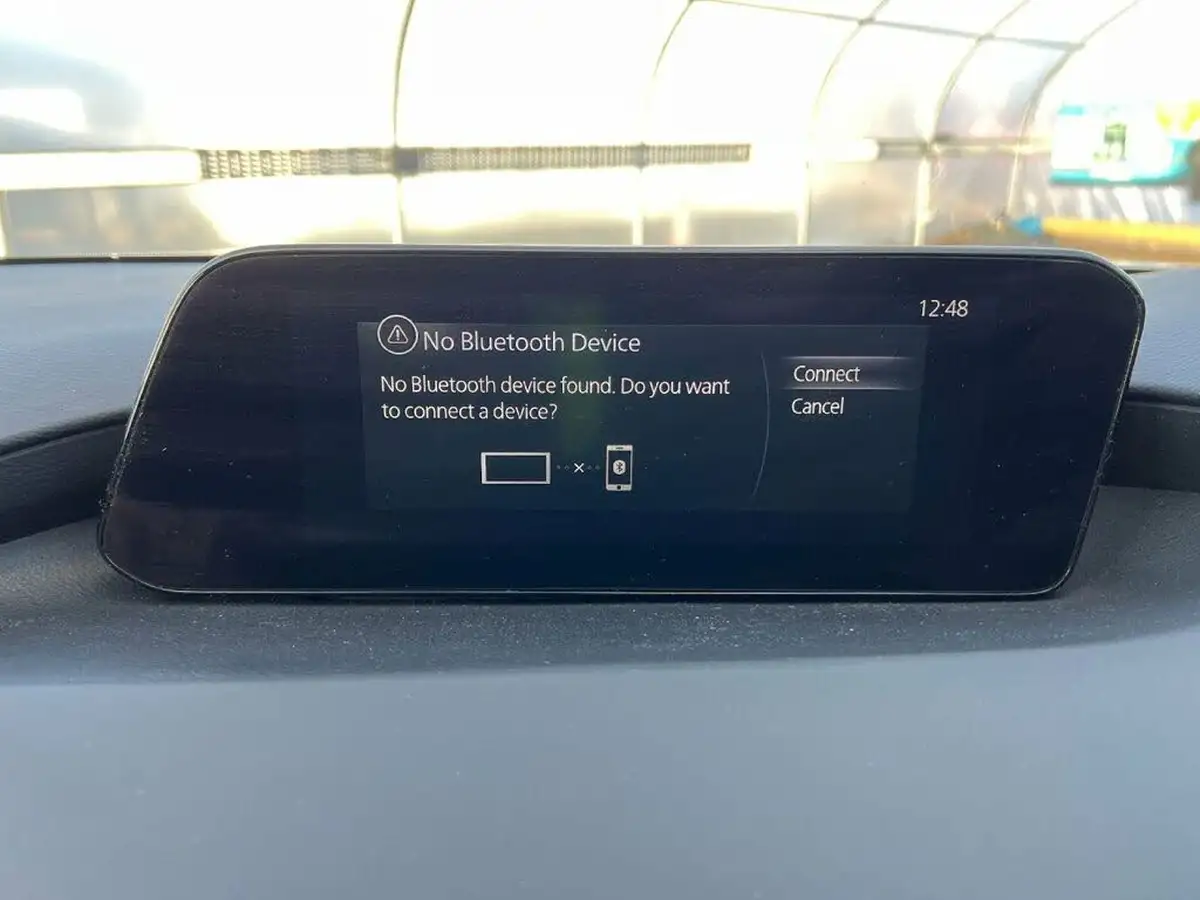 12:48
No Bluetooth Device
No Bluetooth device found. Do you want
to connect a device?
Connect
Cancel